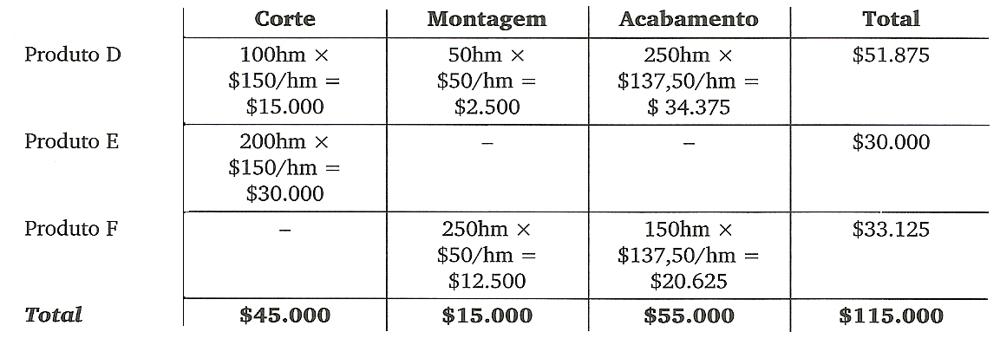 Corte Montagem Acabamento Total
Produto D 100hm × 50hm × 250hm × $51.875
$150/hm = $50/hm = $137,50/hm =
$15.000 $2.500 $ 34.375
Produto E 200hm × – – $30.000
$150/hm =
$30.000
Produto F – 250hm × 150hm × $33.125
$50/hm = $137,50/hm =
$12.500 $20.625
Total $45.000 $15.000 $55.000 $115.000